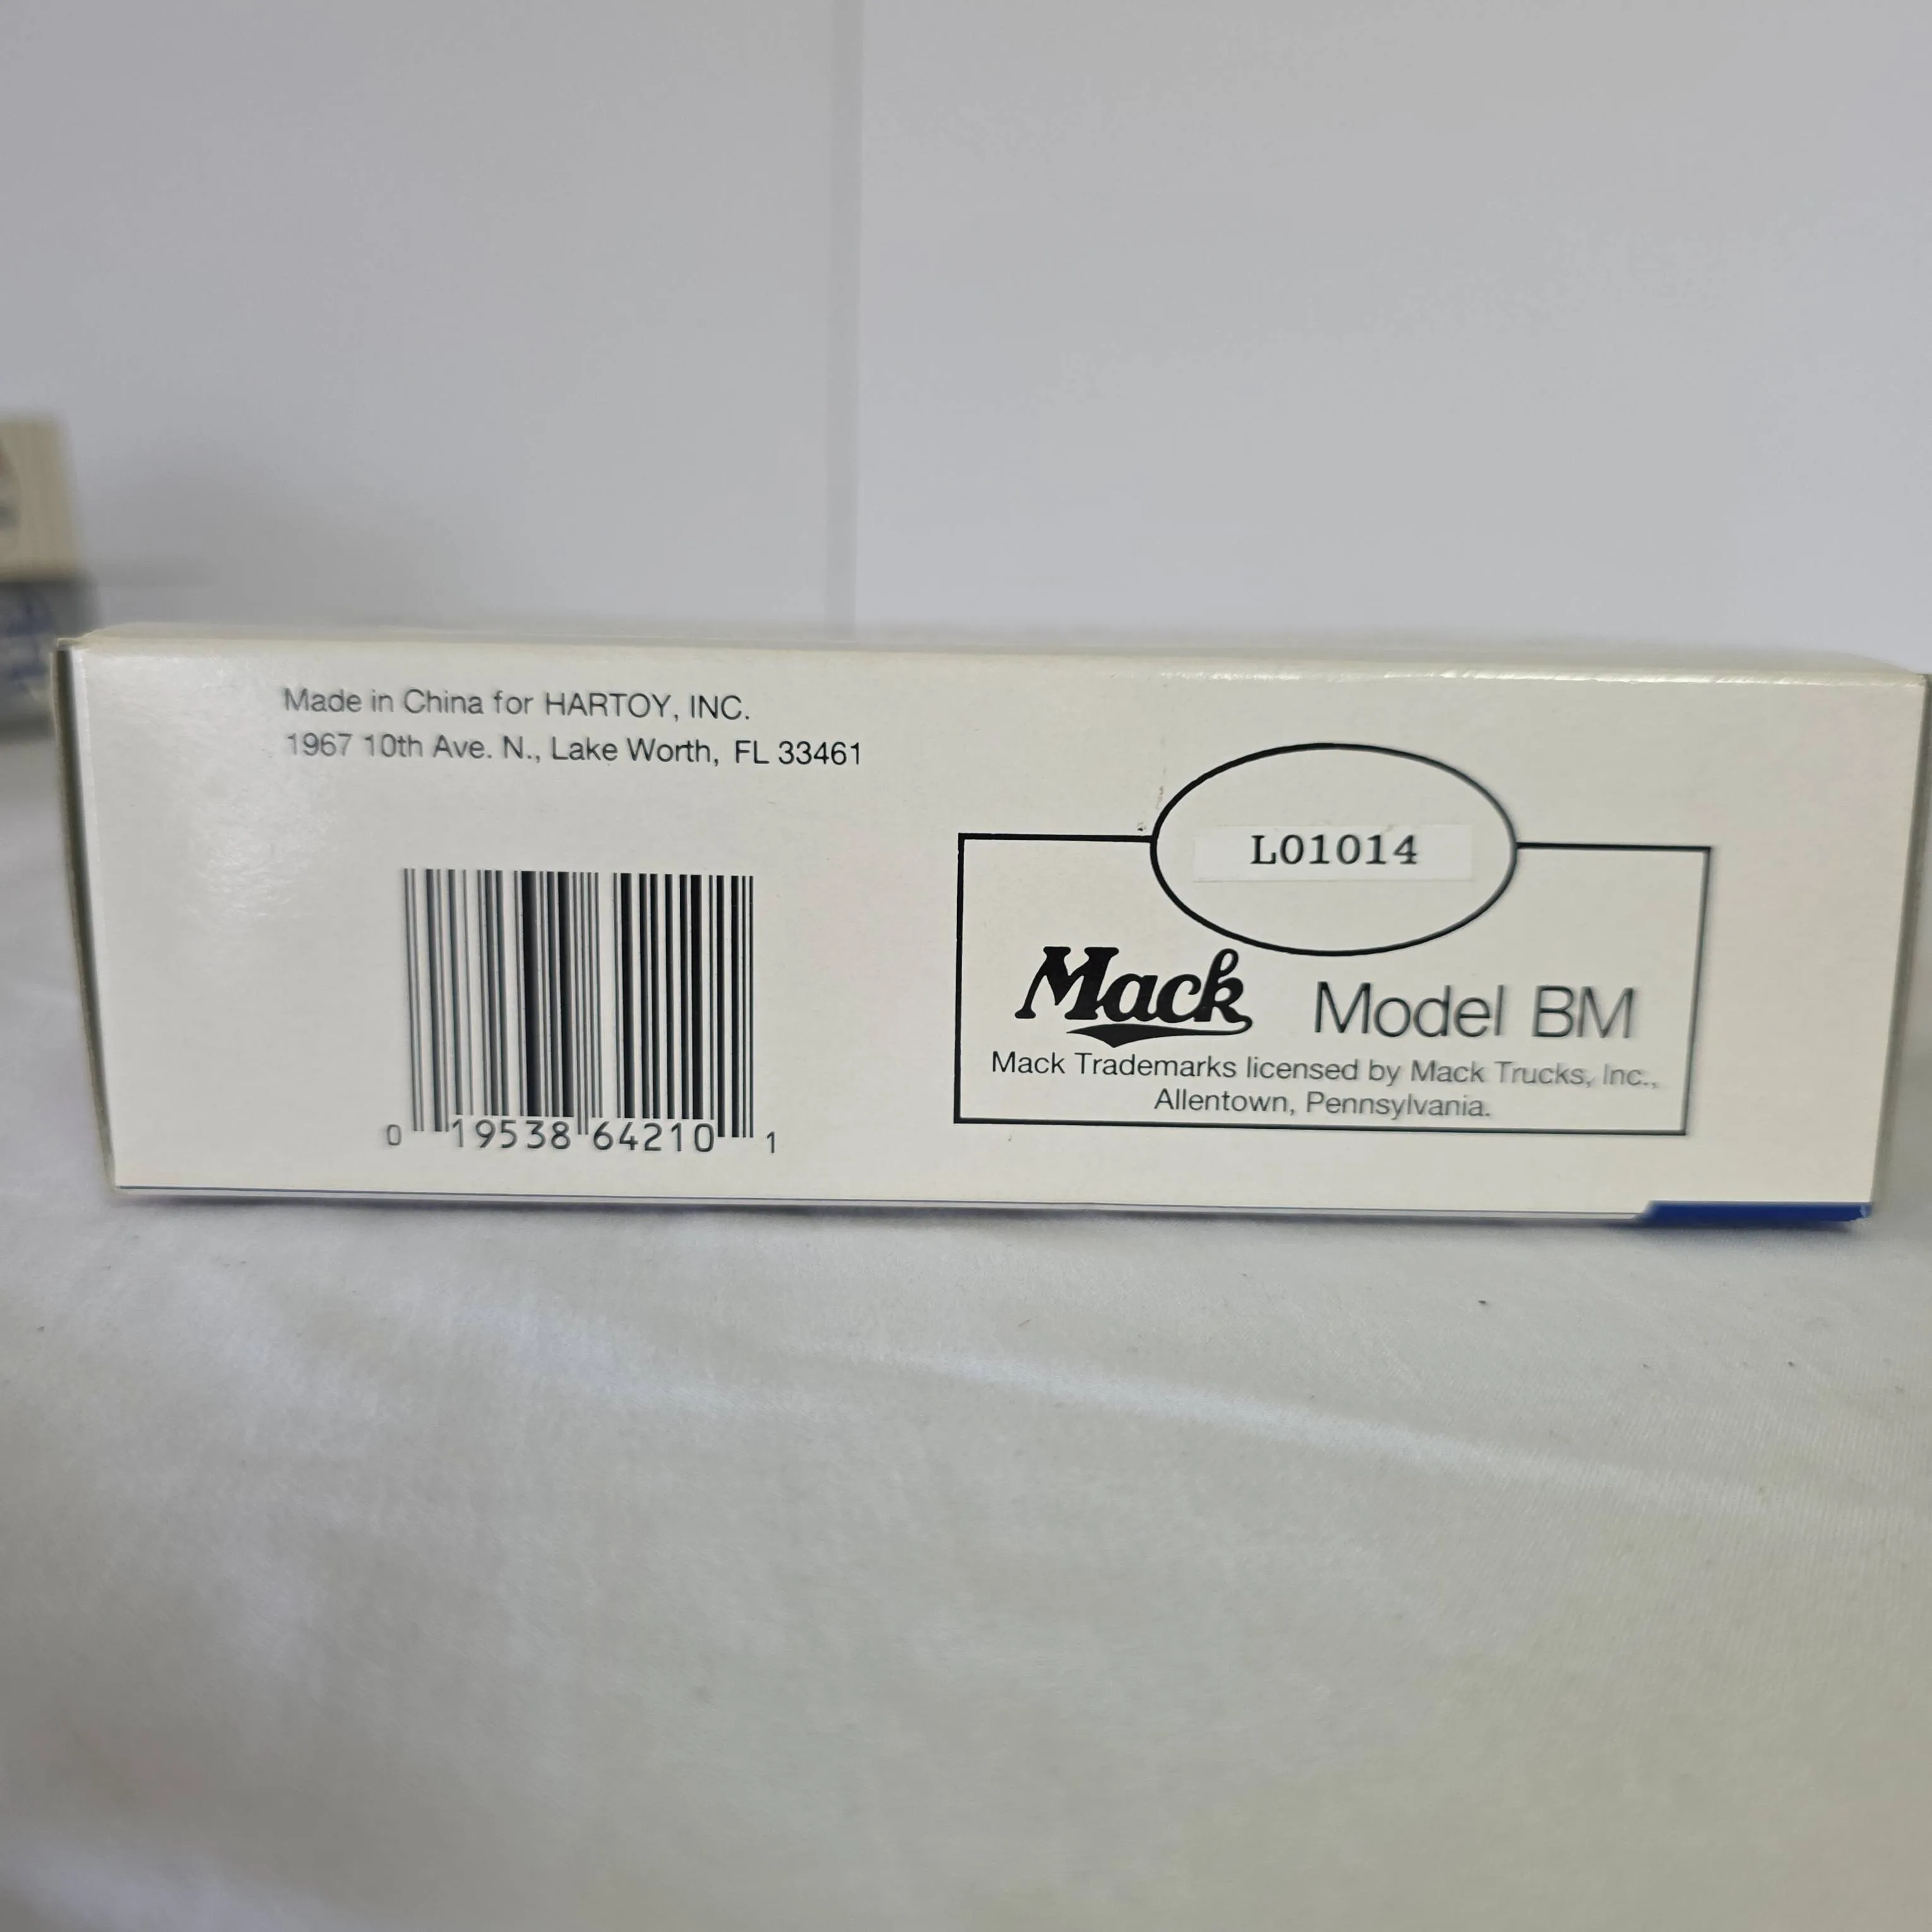 Made in China for HARTOY, INC.
1967 10th Ave. N., Lake Worth, FL 33461
L01014
Mack Model BM
Mack Trademarks licensed by Mack Trucks, Inc.,
Allentown, Pennsylvania.
0 19538 64210 1